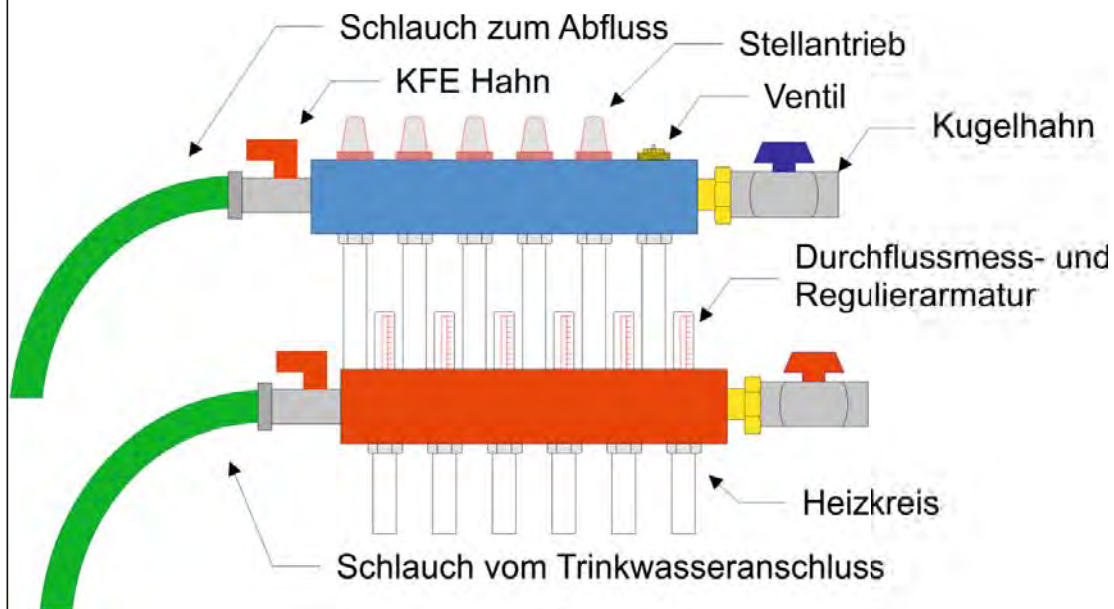 Schlauch zum Abfluss
Stellantrieb
KFE Hahn
Ventil
Kugelhahn
Durchflussmess- und
Regulierarmatur
Heizkreis
Schlauch vom Trinkwasseranschluss